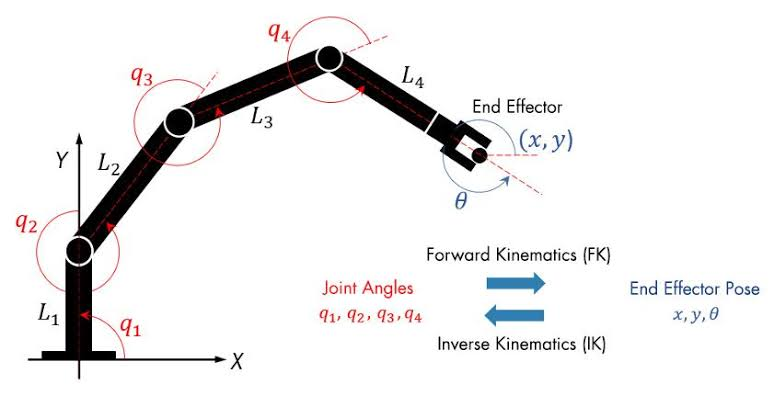 q4
q3
L4
L3
End Effector
(x, y)
Y
L2
θ
q2
Forward Kinematics (FK)
Joint Angles
End Effector Pose
L1
q1
q1, q2, q3, q4
x, y, θ
Inverse Kinematics (IK)
X